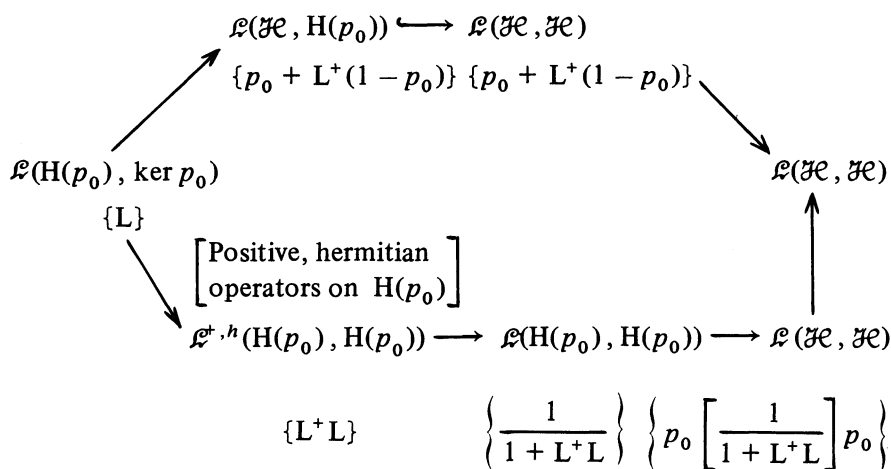 𝓛(ℋ, H(p₀)) ↪ 𝓛(ℋ, ℋ)
{p₀ + L⁺(1 − p₀)} {p₀ + L⁺(1 − p₀)}
𝓛(H(p₀), ker p₀)
𝓛(ℋ, ℋ)
{L}
[Positive, hermitian
operators on H(p₀)]
𝓛⁺,ʰ(H(p₀), H(p₀)) → 𝓛(H(p₀), H(p₀)) → 𝓛(ℋ, ℋ)
{L⁺L} {1/(1 + L⁺L)} {p₀ [1/(1 + L⁺L)] p₀}